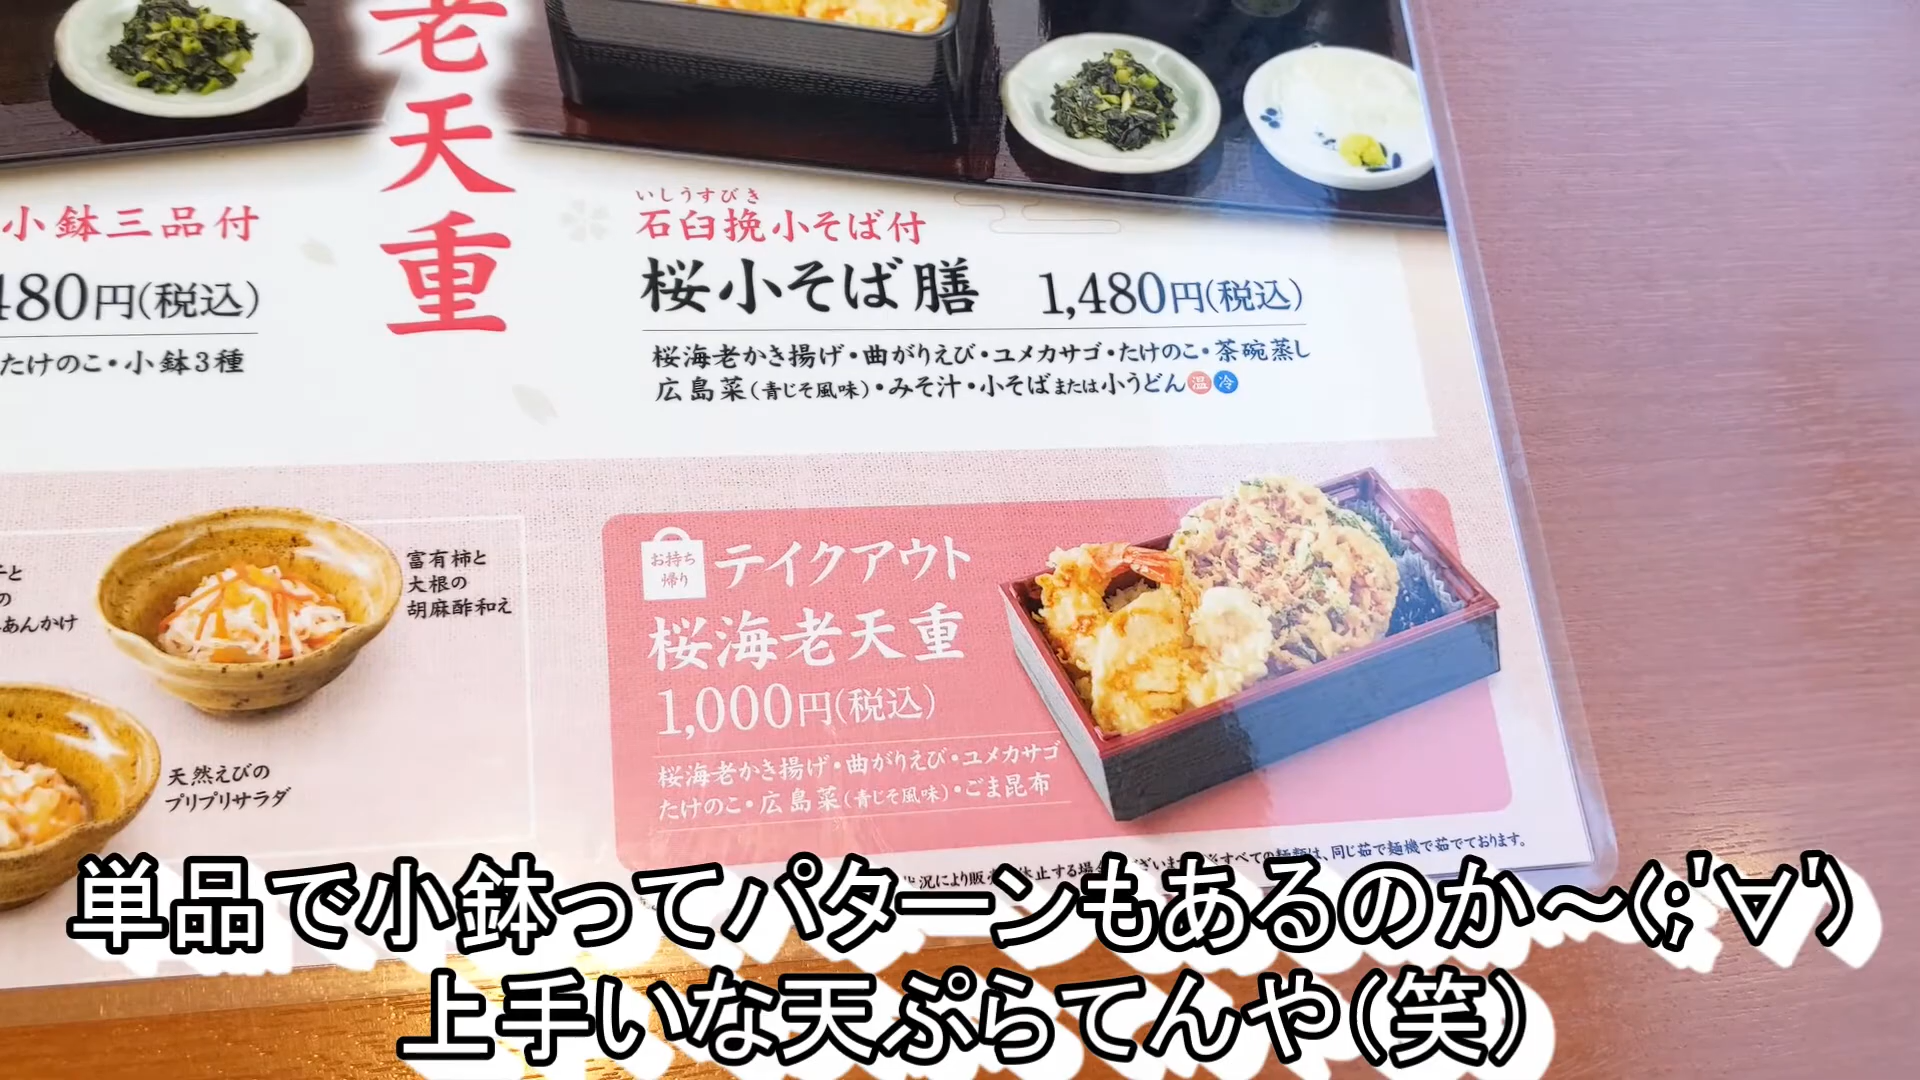 老天重
小鉢三品付
480円(税込)
たけのこ・小鉢3種
いしうすびき
石臼挽小そば付
桜小そば膳 1,480円(税込)
桜海老かき揚げ・曲がりえび・ユメカサゴ・たけのこ・茶碗蒸し
広島菜(青じそ風味)・みそ汁・小そばまたは小うどん 温 冷
富有柿と
大根の
胡麻酢和え
あんかけ
天然えびの
プリプリサラダ
お持ち
帰り
テイクアウト
桜海老天重
1,000円(税込)
桜海老かき揚げ・曲がりえび・ユメカサゴ
たけのこ・広島菜(青じそ風味)・ごま昆布
同じ茹で麺機で茹でております。
単品で小鉢ってパターンもあるのか～(;'∀')
上手いな天ぷらてんや(笑)